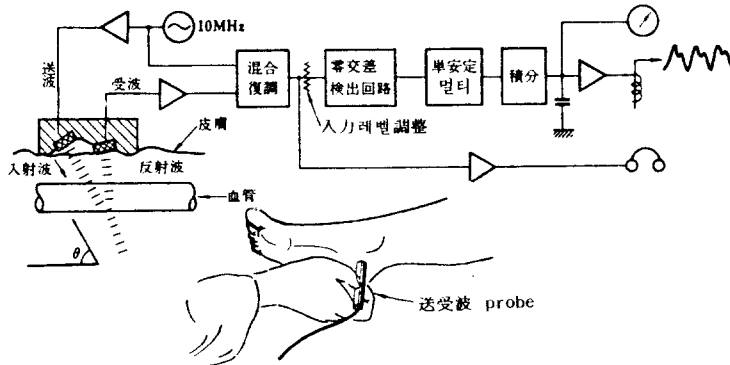 10MHz
送波
受波
混合
復調
零交差
検出回路
単安定
멀티
積分
入力레벨調整
皮膚
入射波
反射波
血管
θ
送受波 probe